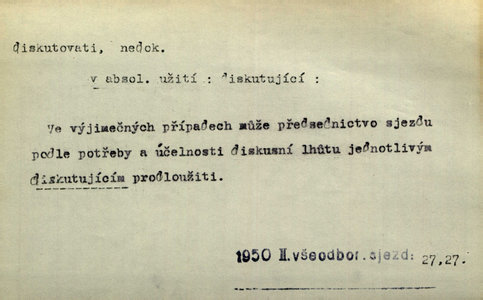 diskutovati, nedok.
v absol. užití : diskutující :
Ve výjimečných případech může předsednictvo sjezdu
podle potřeby a účelnosti diskusní lhůtu jednotlivým
diskutujícím prodloužiti.
1950 II. všeodbor. sjezd: 27,27.